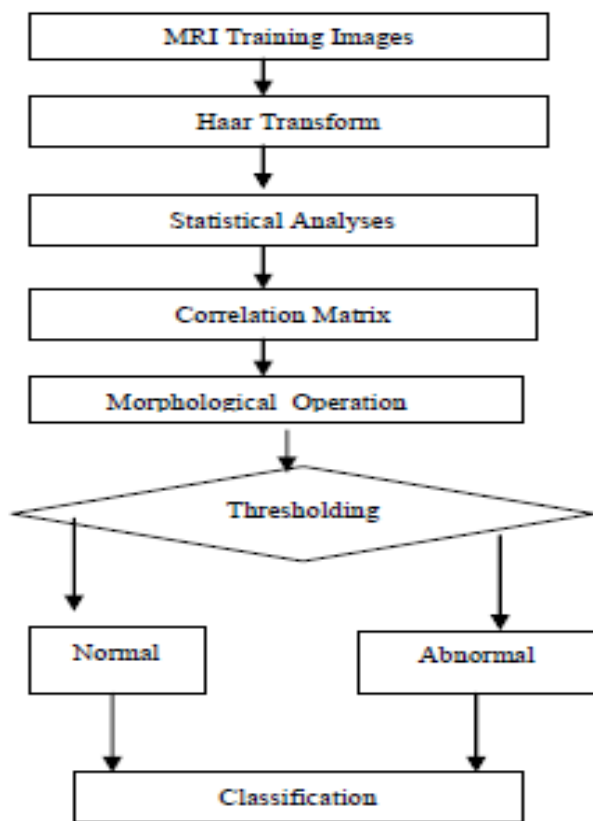 MRI Training Images
Haar Transform
Statistical Analyses
Correlation Matrix
Morphological Operation
Thresholding
Normal
Abnormal
Classification